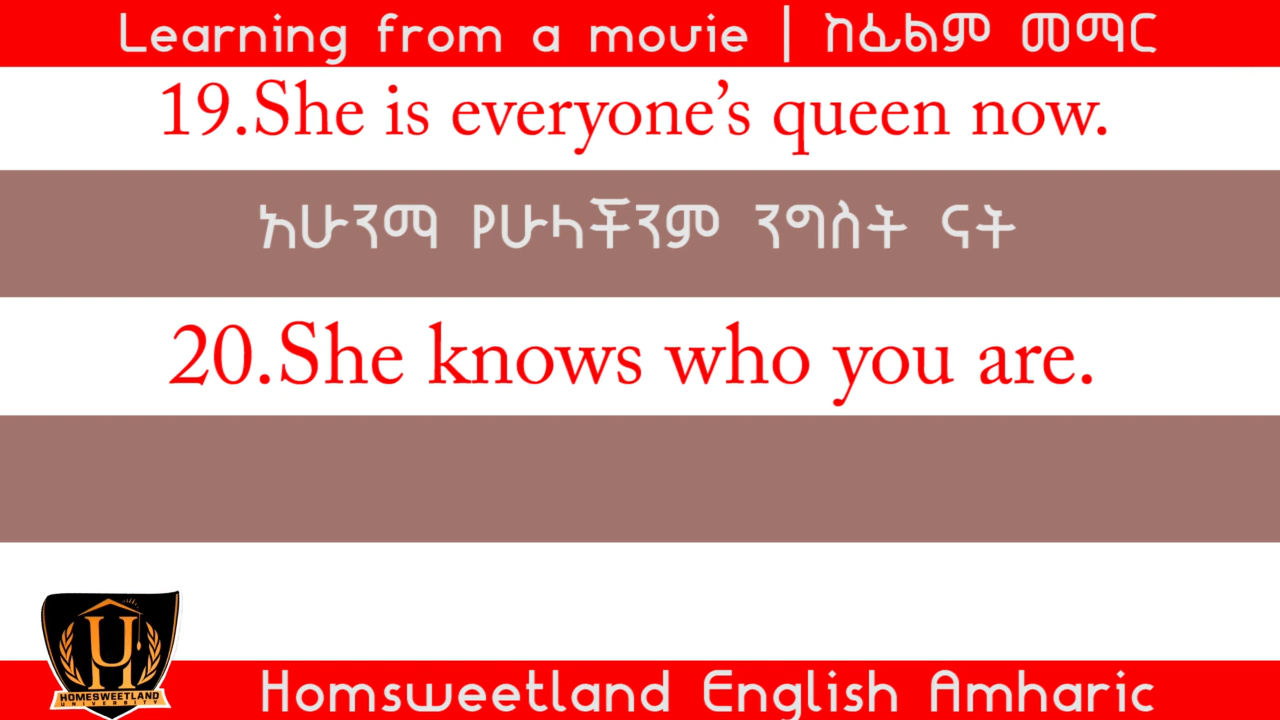 Learning from a movie | ከፊልም መማር
19.She is everyone’s queen now.
አሁንማ የሁላችንም ንግስት ናት
20.She knows who you are.
HOMESWEETLAND
UNIVERSITY
Homsweetland English Amharic